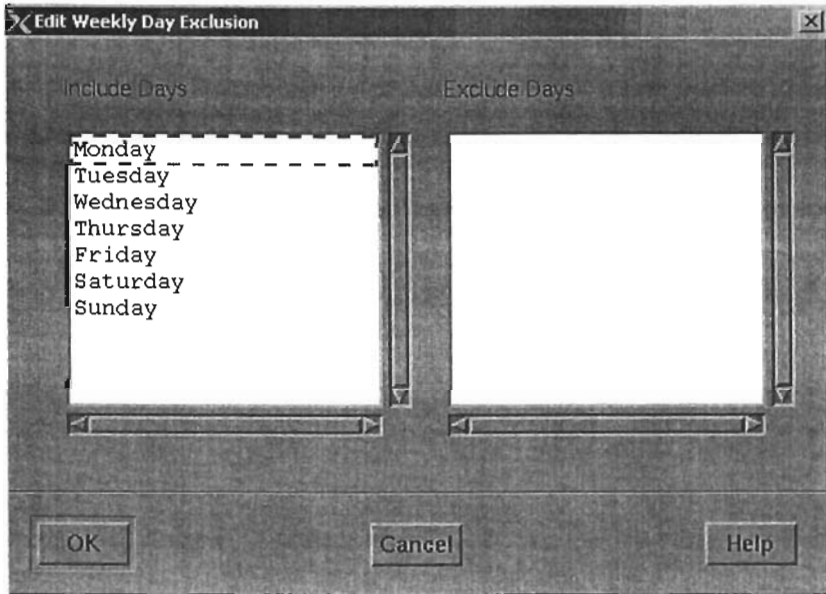 Edit Weekly Day Exclusion
Include Days
Exclude Days
Monday
Tuesday
Wednesday
Thursday
Friday
Saturday
Sunday
OK
Cancel
Help